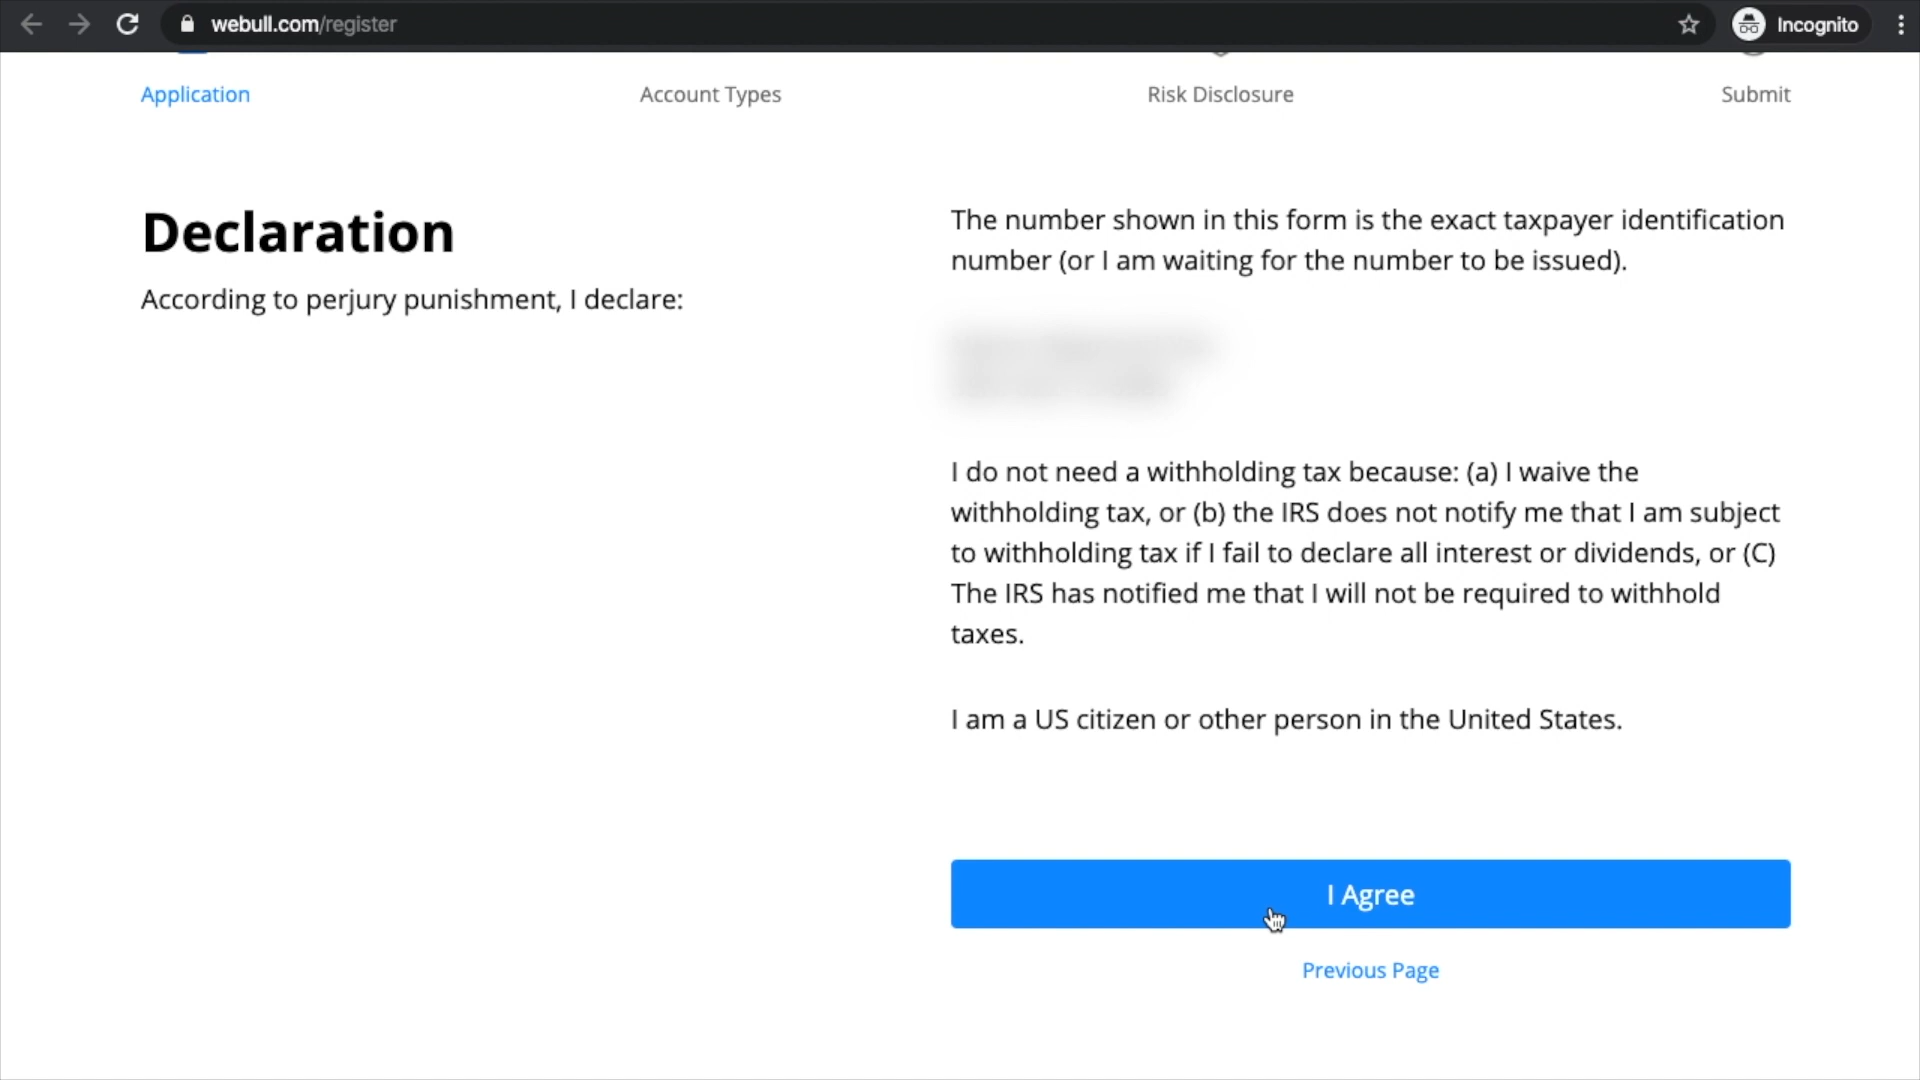 webull.com/register
Incognito
Application
Account Types
Risk Disclosure
Submit
Declaration
According to perjury punishment, I declare:
The number shown in this form is the exact taxpayer identification
number (or I am waiting for the number to be issued).
I do not need a withholding tax because: (a) I waive the
withholding tax, or (b) the IRS does not notify me that I am subject
to withholding tax if I fail to declare all interest or dividends, or (C)
The IRS has notified me that I will not be required to withhold
taxes.
I am a US citizen or other person in the United States.
I Agree
Previous Page